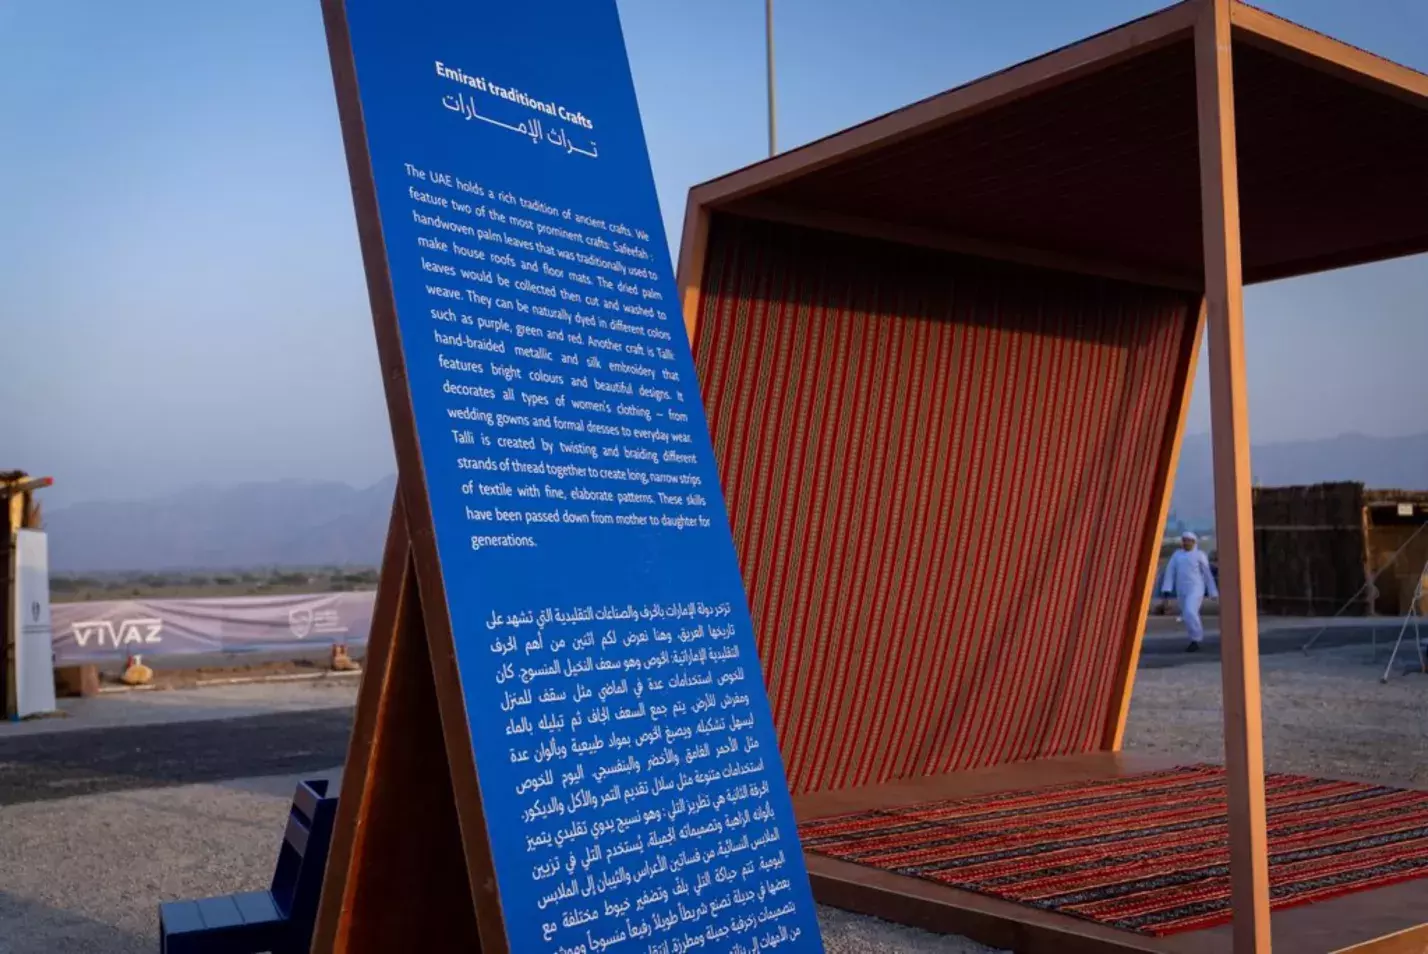 Emirati traditional Crafts
تراث الإمارات
The UAE holds a rich tradition of ancient crafts. We
feature two of the most prominent crafts: Safeefah :
handwoven palm leaves that was traditionally used to
make house roofs and floor mats. The dried palm
leaves would be collected then cut and washed to
weave. They can be naturally dyed in different colors
such as purple, green and red. Another craft is Talli:
hand-braided metallic and silk embroidery that
features bright colours and beautiful designs. It
decorates all types of women's clothing – from
wedding gowns and formal dresses to everyday wear.
Talli is created by twisting and braiding different
strands of thread together to create long, narrow strips
of textile with fine, elaborate patterns. These skills
have been passed down from mother to daughter for
generations.
تزخر دولة الإمارات بالحرف والصناعات التقليدية التي تشهد على
تاريخها العريق، وهنا نعرض لكم اثنين من أهم الحرف
التقليدية الإماراتية: الخوص وهو سعف النخيل المنسوج. كان
للخوص استخدامات عدة في الماضي مثل سقف للمنزل
ومفرش للأرض. يتم جمع السعف الجاف ثم تبليله بالماء
ليسهل تشكيله، ويصبغ الخوص بمواد طبيعية وبألوان عدة
مثل الأحمر الغامق والأخضر والبنفسجي. اليوم للخوص
استخدامات متنوعة مثل سلال تقديم التمر والأكل والديكور.
الحرفة الثانية هي تطريز التلي: وهو نسيج يدوي تقليدي يتميز
بألوانه الزاهية وتصميماته الجميلة، يُستخدم التلي في تزيين
الملابس النسائية، من فساتين الأعراس والثياب إلى الملابس
اليومية. تتم حياكة التلي بلف وتضفير خيوط مختلفة مع
بعضها في جديلة تصنع شريطاً طويلاً رفيعاً منسوجاً
بتصميمات زخرفية جميلة ومطرزة.
من الأمهات إلى
VIVAZ